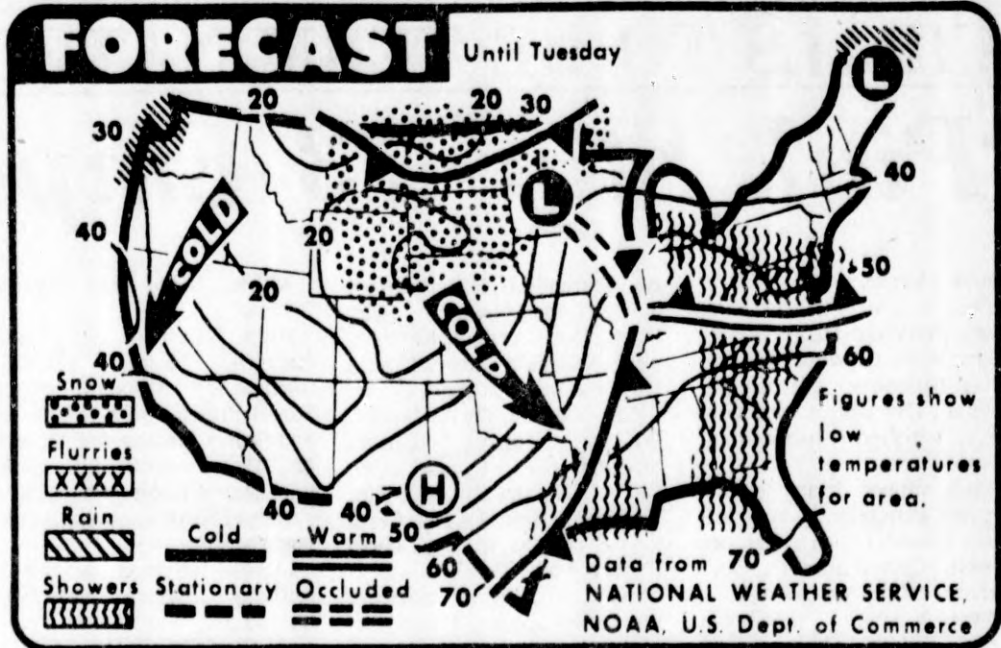 FORECAST
Until Tuesday
L
20
20
30
30
40
COLD
L
40
20
50
20
COLD
40
60
Snow
Figures show
low
temperatures
for area.
Flurries
XXXX
H
Rain
40
40
50
Cold
Warm
60
70
70
Showers
Stationary
Occluded
Data from
NATIONAL WEATHER SERVICE,
NOAA, U.S. Dept. of Commerce